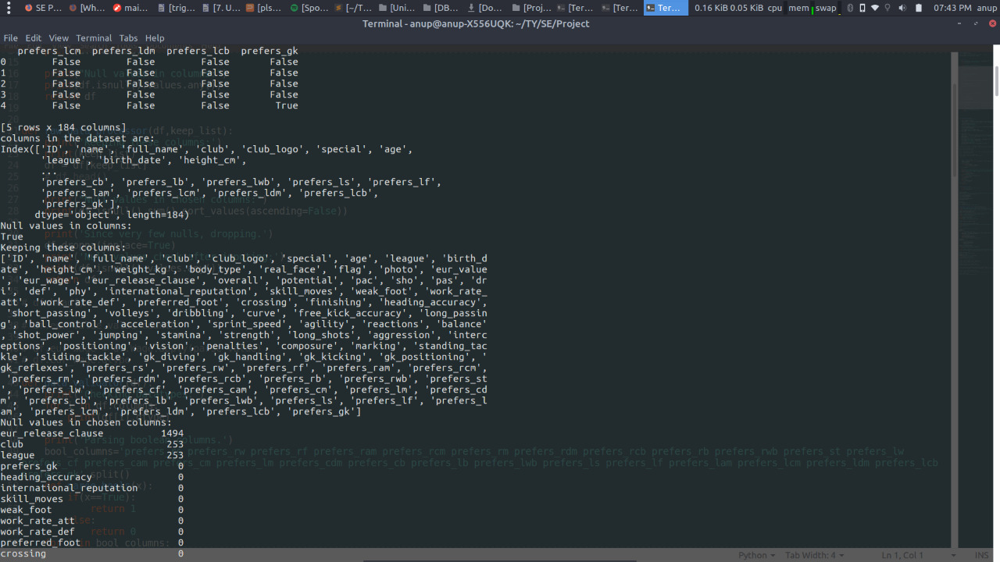 SE P... [Wh... mai... [trig... [7. U... [pls... [Spo... [~/T... [Uni... [DB... [Do... [Proj... [Ter... [Ter... Ter... 0.16 KiB 0.05 KiB cpu mem swap 07:43 PM anup
Terminal - anup@anup-X556UQK: ~/TY/SE/Project
File Edit View Terminal Tabs Help
prefers_lcm prefers_ldm prefers_lcb prefers_gk
0 False False False False
1 False False False False
2 False False False False
3 False False False False
4 False False False True
[5 rows x 184 columns]
columns in the dataset are:
Index(['ID', 'name', 'full_name', 'club', 'club_logo', 'special', 'age',
'league', 'birth_date', 'height_cm',
...
'prefers_cb', 'prefers_lb', 'prefers_lwb', 'prefers_ls', 'prefers_lf',
'prefers_lam', 'prefers_lcm', 'prefers_ldm', 'prefers_lcb',
'prefers_gk'],
dtype='object', length=184)
Null values in columns:
True
Keeping these columns:
['ID', 'name', 'full_name', 'club', 'club_logo', 'special', 'age', 'league', 'birth_d
ate', 'height_cm', 'weight_kg', 'body_type', 'real_face', 'flag', 'photo', 'eur_value
', 'eur_wage', 'eur_release_clause', 'overall', 'potential', 'pac', 'sho', 'pas', 'dr
i', 'def', 'phy', 'international_reputation', 'skill_moves', 'weak_foot', 'work_rate_
att', 'work_rate_def', 'preferred_foot', 'crossing', 'finishing', 'heading_accuracy',
'short_passing', 'volleys', 'dribbling', 'curve', 'free_kick_accuracy', 'long_passin
g', 'ball_control', 'acceleration', 'sprint_speed', 'agility', 'reactions', 'balance'
, 'shot_power', 'jumping', 'stamina', 'strength', 'long_shots', 'aggression', 'interc
eptions', 'positioning', 'vision', 'penalties', 'composure', 'marking', 'standing_tac
kle', 'sliding_tackle', 'gk_diving', 'gk_handling', 'gk_kicking', 'gk_positioning', '
gk_reflexes', 'prefers_rs', 'prefers_rw', 'prefers_rf', 'prefers_ram', 'prefers_rcm',
'prefers_rm', 'prefers_rdm', 'prefers_rcb', 'prefers_rb', 'prefers_rwb', 'prefers_st
', 'prefers_lw', 'prefers_cf', 'prefers_cam', 'prefers_cm', 'prefers_lm', 'prefers_cd
m', 'prefers_cb', 'prefers_lb', 'prefers_lwb', 'prefers_ls', 'prefers_lf', 'prefers_l
am', 'prefers_lcm', 'prefers_ldm', 'prefers_lcb', 'prefers_gk']
Null values in chosen columns:
eur_release_clause 1494
club 253
league 253
prefers_gk 0
heading_accuracy 0
international_reputation 0
skill_moves 0
weak_foot 0
work_rate_att 0
work_rate_def 0
preferred_foot 0
crossing 0
Python Tab Width: 4 Ln 1, Col 1 INS